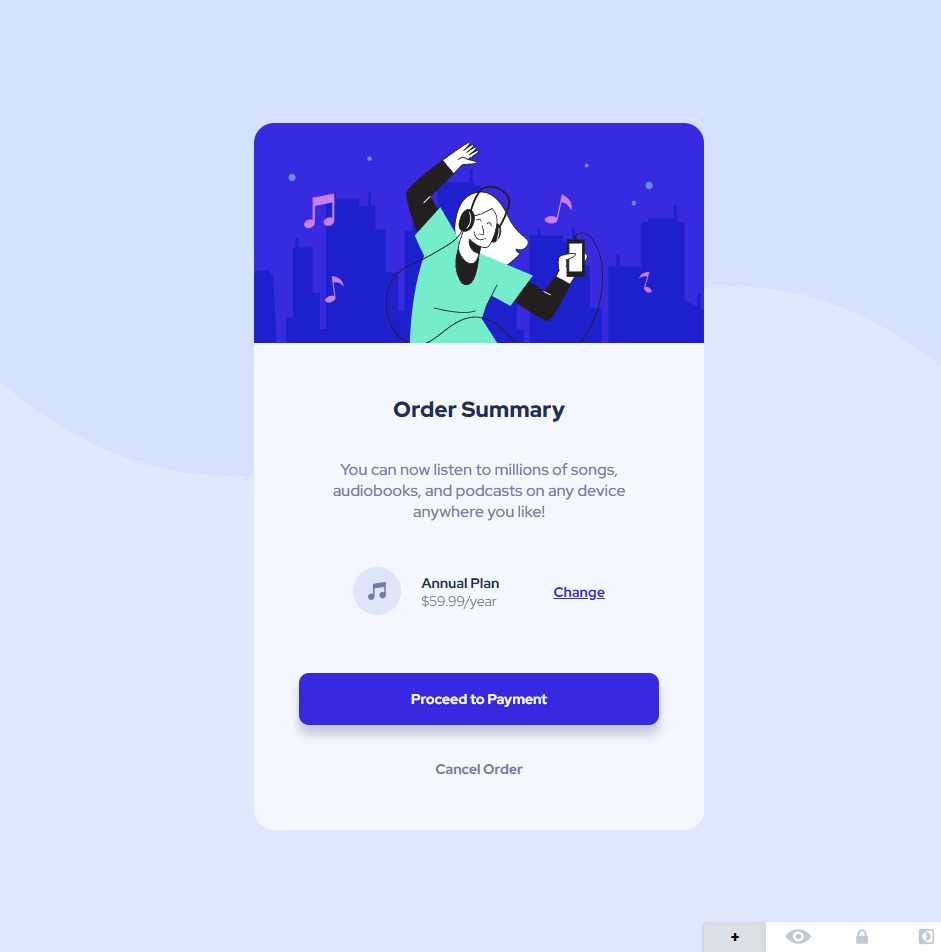 Order Summary
You can now listen to millions of songs,
audiobooks, and podcasts on any device
anywhere you like!
Annual Plan
$59.99/year
Change
Proceed to Payment
Cancel Order
+